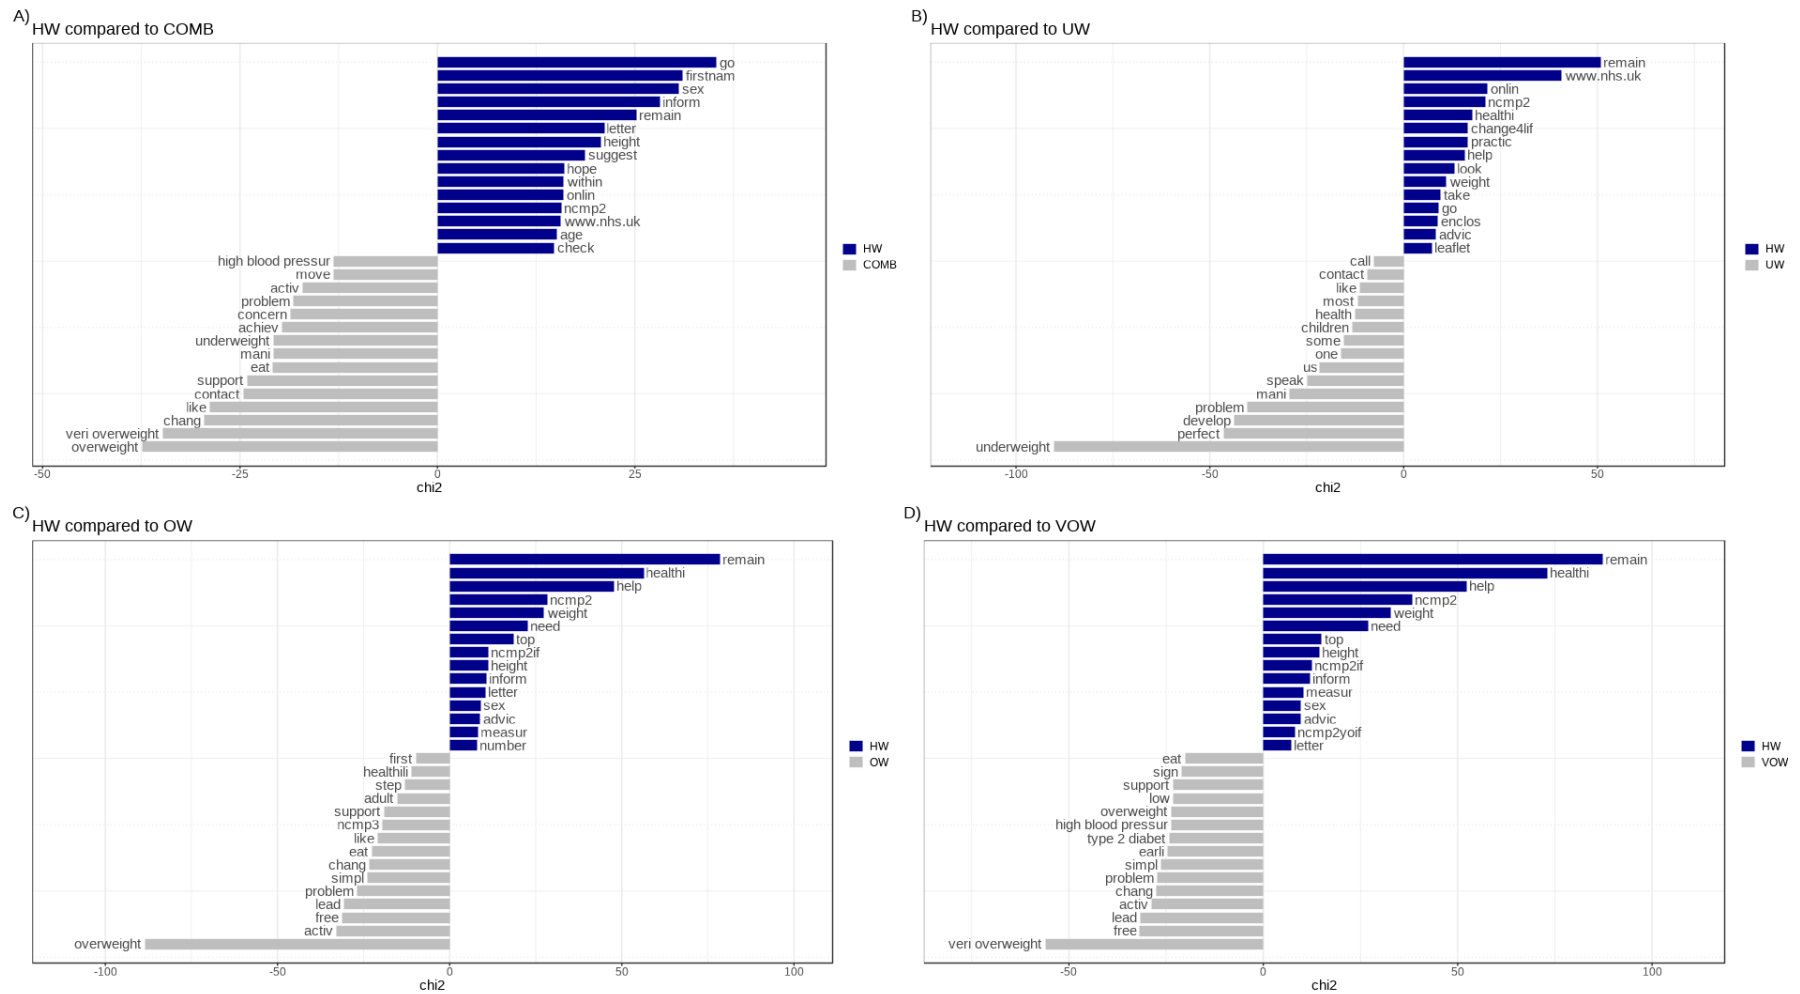 A)
HW compared to COMB
go
firstnam
sex
inform
remain
letter
height
suggest
hope
within
onlin
ncmp2
www.nhs.uk
age
check
high blood pressur
move
activ
problem
concern
achiev
underweight
mani
eat
support
contact
like
chang
veri overweight
overweight
-50 -25 0 25
chi2
HW
COMB
B)
HW compared to UW
remain
www.nhs.uk
onlin
ncmp2
healthi
change4lif
practic
help
look
weight
take
go
enclos
advic
leaflet
call
contact
like
most
health
children
some
one
us
speak
mani
problem
develop
perfect
underweight
-100 -50 0 50
chi2
HW
UW
C)
HW compared to OW
remain
healthi
help
ncmp2
weight
need
top
ncmp2if
height
inform
letter
sex
advic
measur
number
first
healthili
step
adult
support
ncmp3
like
eat
chang
simpl
problem
lead
free
activ
overweight
-100 -50 0 50 100
chi2
HW
OW
D)
HW compared to VOW
remain
healthi
help
ncmp2
weight
need
top
height
ncmp2if
inform
measur
sex
advic
ncmp2yoif
letter
eat
sign
support
low
overweight
high blood pressur
type 2 diabet
earli
simpl
problem
chang
activ
lead
free
veri overweight
-50 0 50 100
chi2
HW
VOW